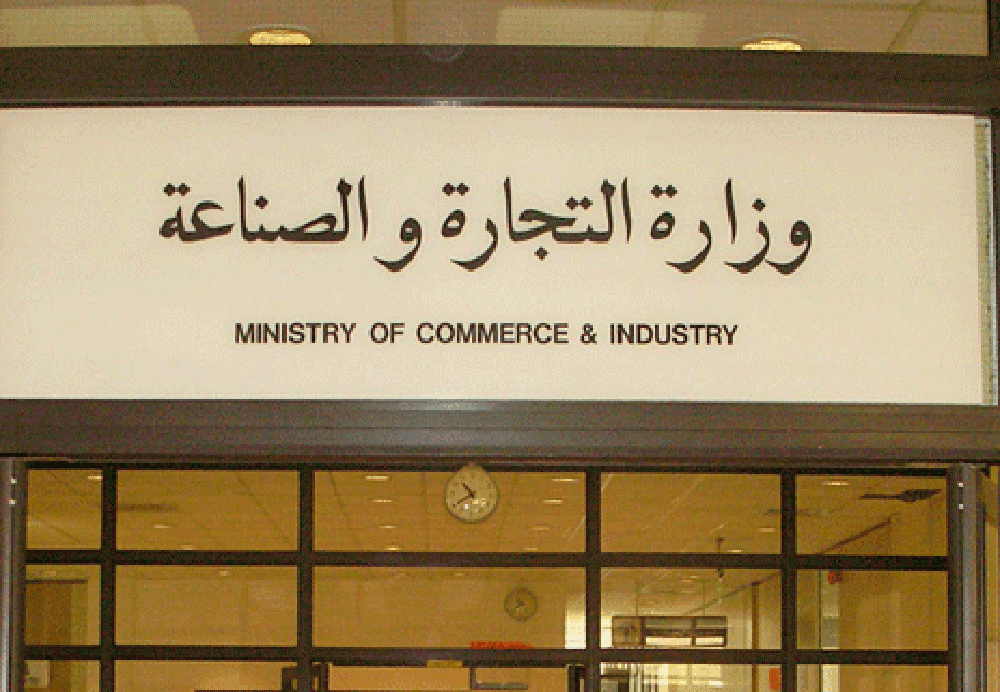 وزارة التجارة و الصناعة
MINISTRY OF COMMERCE & INDUSTRY